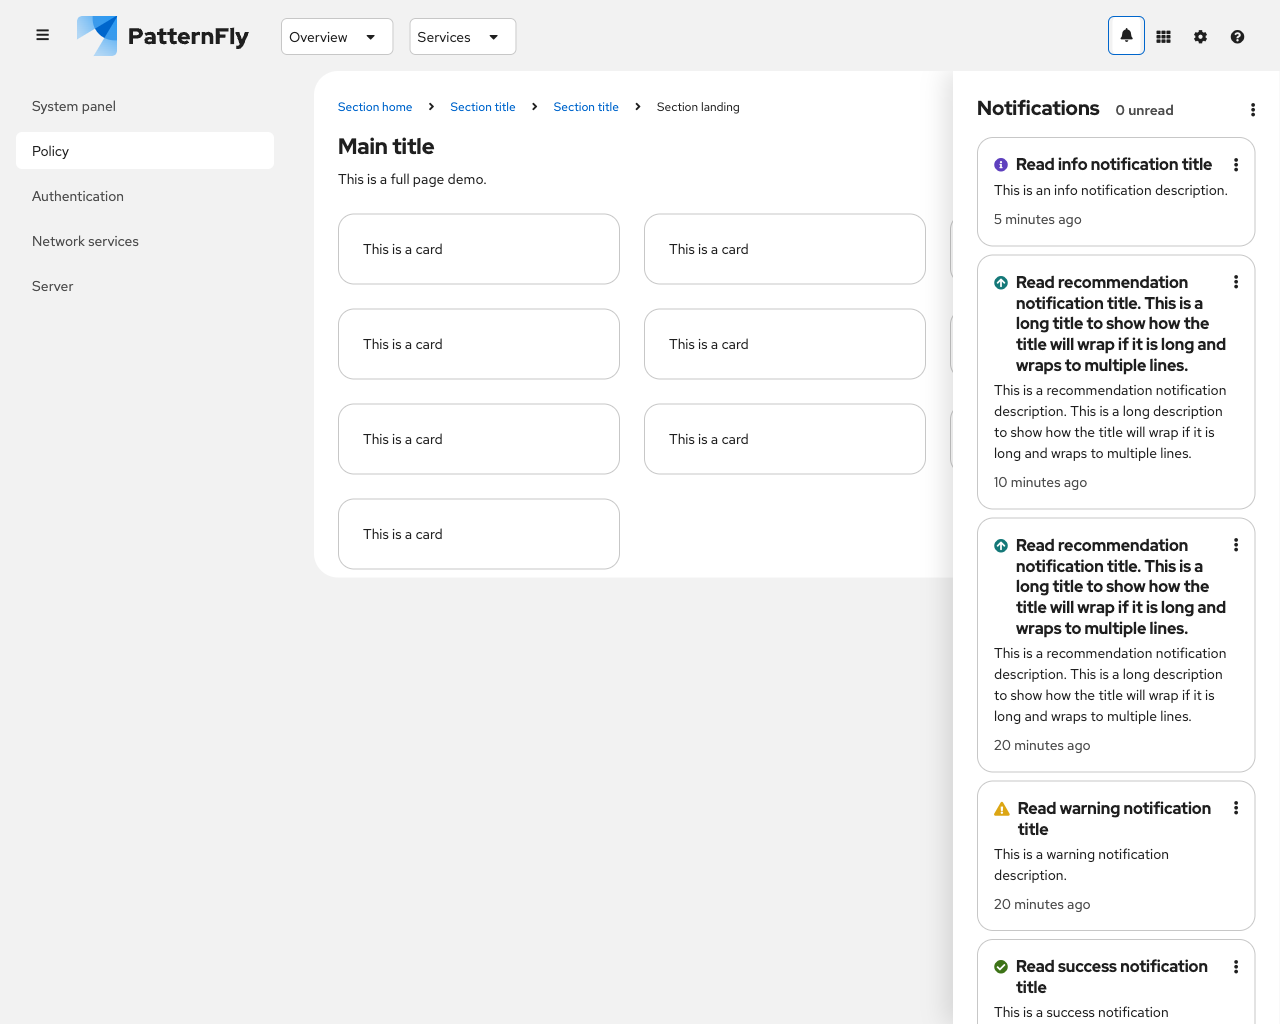 PatternFly
Overview
Services
System panel
Policy
Authentication
Network services
Server
Section home
Section title
Section title
Section landing
Main title
This is a full page demo.
This is a card
This is a card
This is a card
This is a card
This is a card
This is a card
This is a card
Notifications
0 unread
Read info notification title
This is an info notification description.
5 minutes ago
Read recommendation
notification title. This is a
long title to show how the
title will wrap if it is long and
wraps to multiple lines.
This is a recommendation notification
description. This is a long description
to show how the title will wrap if it is
long and wraps to multiple lines.
10 minutes ago
Read recommendation
notification title. This is a
long title to show how the
title will wrap if it is long and
wraps to multiple lines.
This is a recommendation notification
description. This is a long description
to show how the title will wrap if it is
long and wraps to multiple lines.
20 minutes ago
Read warning notification
title
This is a warning notification
description.
20 minutes ago
Read success notification
title
This is a success notification